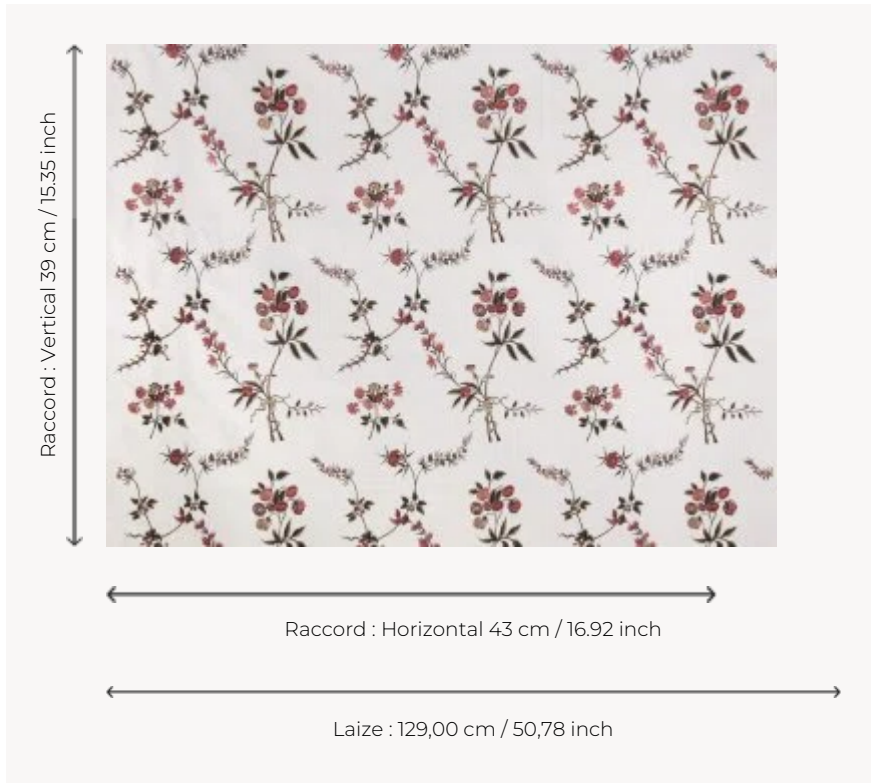 Raccord : Vertical 39 cm / 15.35 inch
Raccord : Horizontal 43 cm / 16.92 inch
Laize : 129,00 cm / 50,78 inch